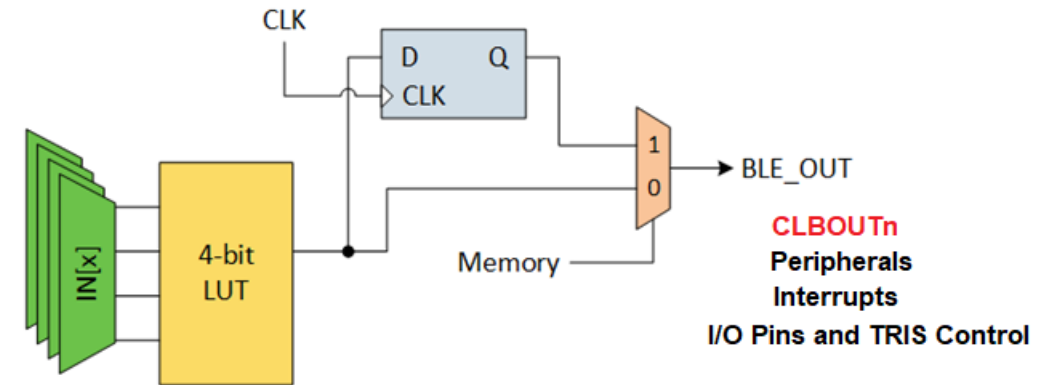 CLK
D Q
CLK
1
BLE_OUT
0
IN[x]
4-bit
LUT
Memory
CLBOUTn
Peripherals
Interrupts
I/O Pins and TRIS Control